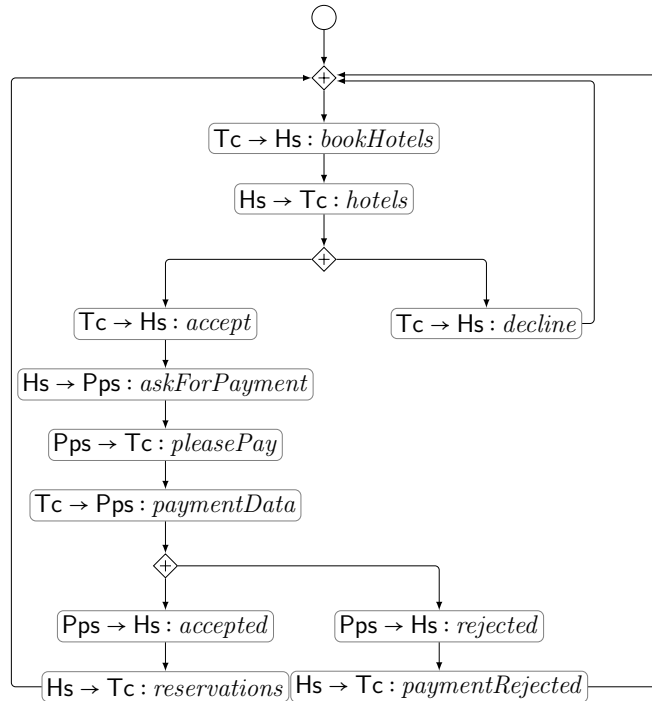 +
Tc → Hs : bookHotels
Hs → Tc : hotels
+
Tc → Hs : accept
Tc → Hs : decline
Hs → Pps : askForPayment
Pps → Tc : pleasePay
Tc → Pps : paymentData
+
Pps → Hs : accepted
Pps → Hs : rejected
Hs → Tc : reservations
Hs → Tc : paymentRejected